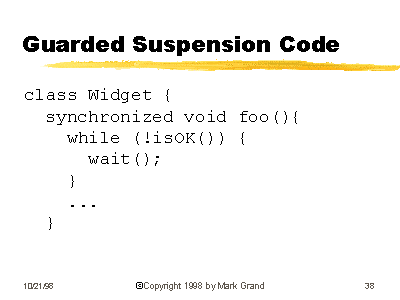 Guarded Suspension Code
class Widget {
  synchronized void foo(){
    while (!isOK()) {
      wait();
    }
    ...
  }
10/21/98 ©Copyright 1998 by Mark Grand 38